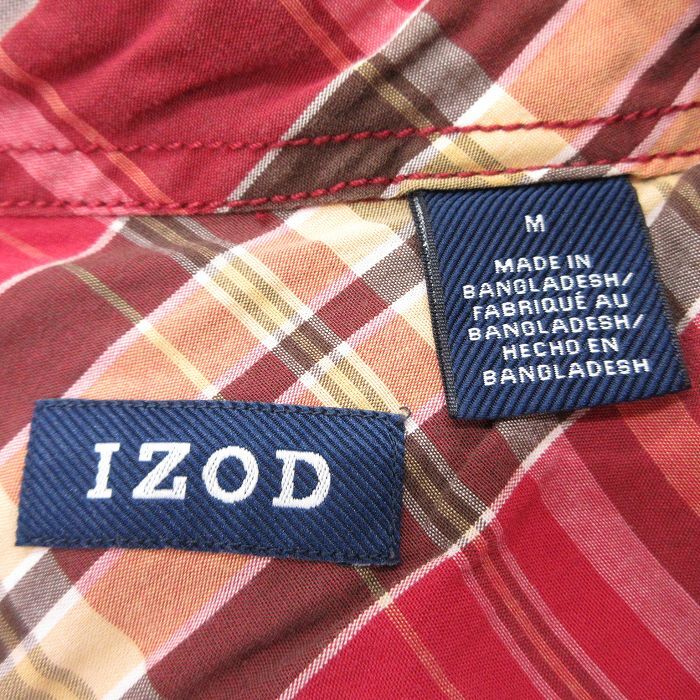 M
MADE IN
BANGLADESH/
FABRIQUÉ AU
BANGLADESH/
HECHO EN
BANGLADESH
IZOD